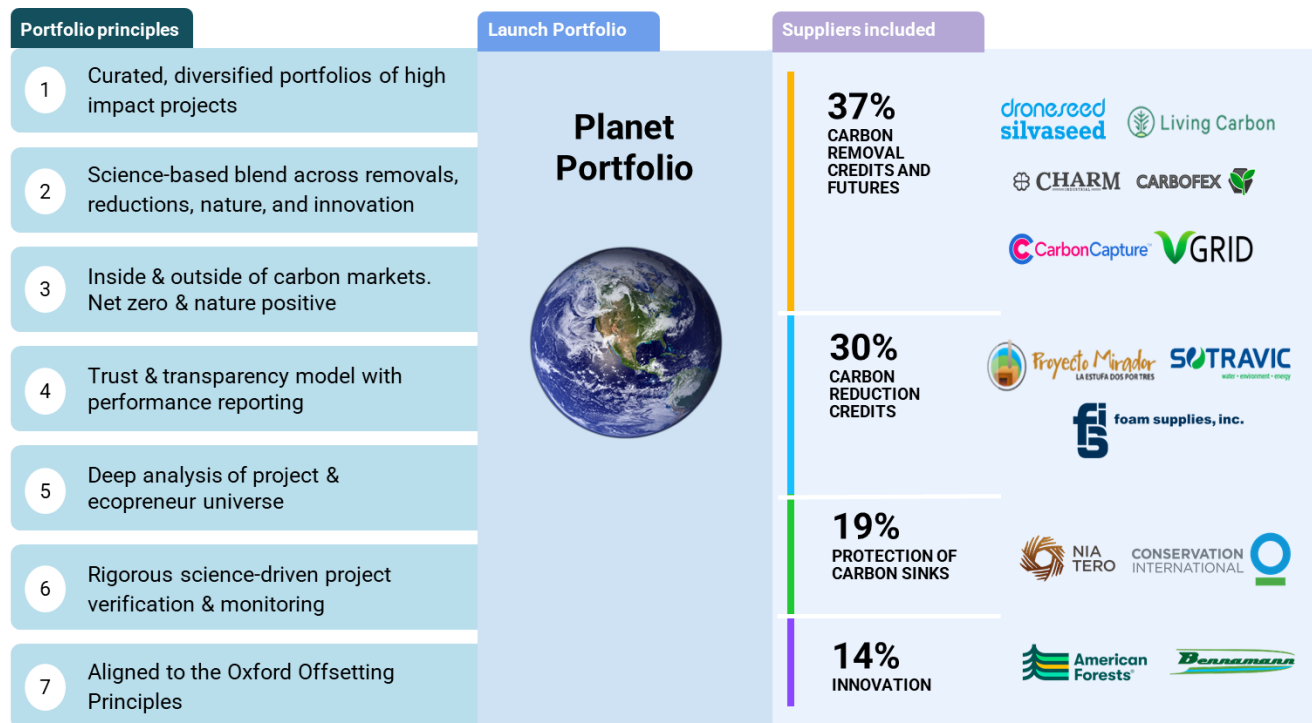 Portfolio principles
1
Curated, diversified portfolios of high
impact projects
2
Science-based blend across removals,
reductions, nature, and innovation
3
Inside & outside of carbon markets.
Net zero & nature positive
4
Trust & transparency model with
performance reporting
5
Deep analysis of project &
ecopreneur universe
6
Rigorous science-driven project
verification & monitoring
7
Aligned to the Oxford Offsetting
Principles
Launch Portfolio
Planet
Portfolio
Suppliers included
37%
CARBON
REMOVAL
CREDITS AND
FUTURES
droneseed
silvaseed
Living Carbon
CHARM
INDUSTRIAL
CARBOFEX
CarbonCapture™
VGRID
30%
CARBON
REDUCTION
CREDITS
Proyecto Mirador
LA ESTUFA DOS POR TRES
SOTRAVIC
water - environment - energy
fis
foam supplies, inc.
19%
PROTECTION OF
CARBON SINKS
NIA
TERO
CONSERVATION
INTERNATIONAL
14%
INNOVATION
American
Forests®
Bennamann